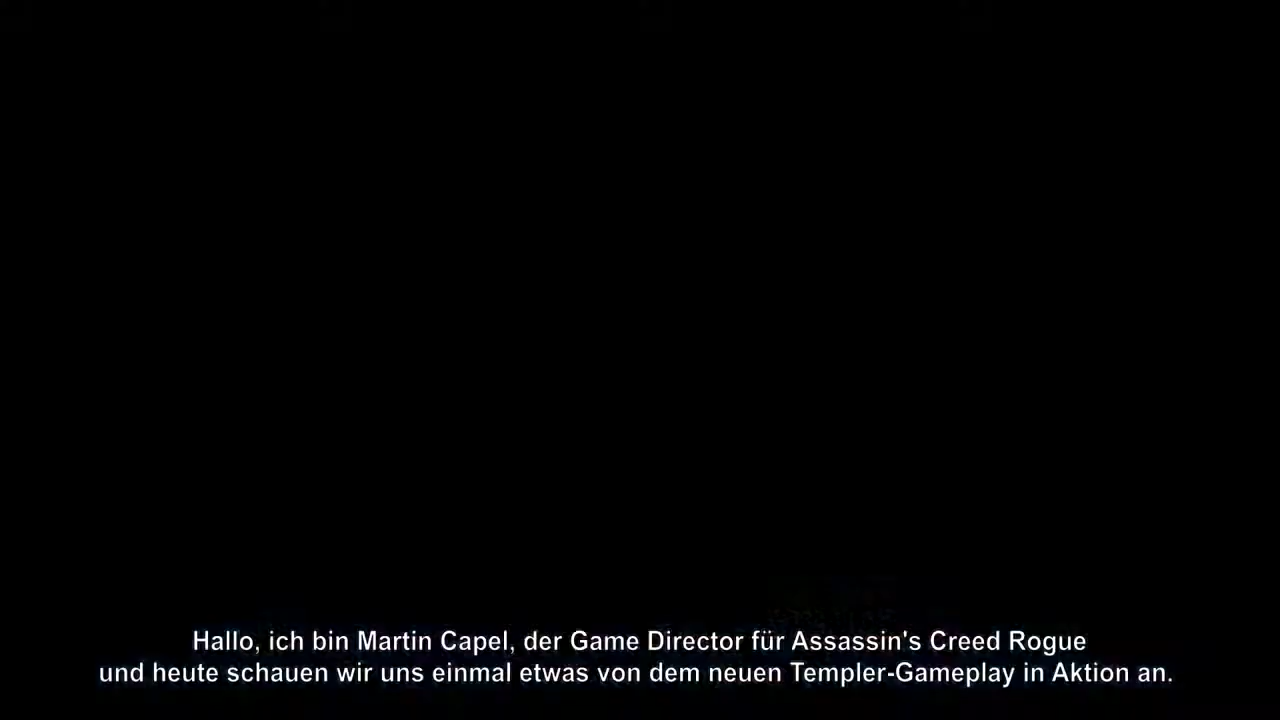 Hallo, ich bin Martin Capel, der Game Director für Assassin's Creed Rogue
und heute schauen wir uns einmal etwas von dem neuen Templer-Gameplay in Aktion an.